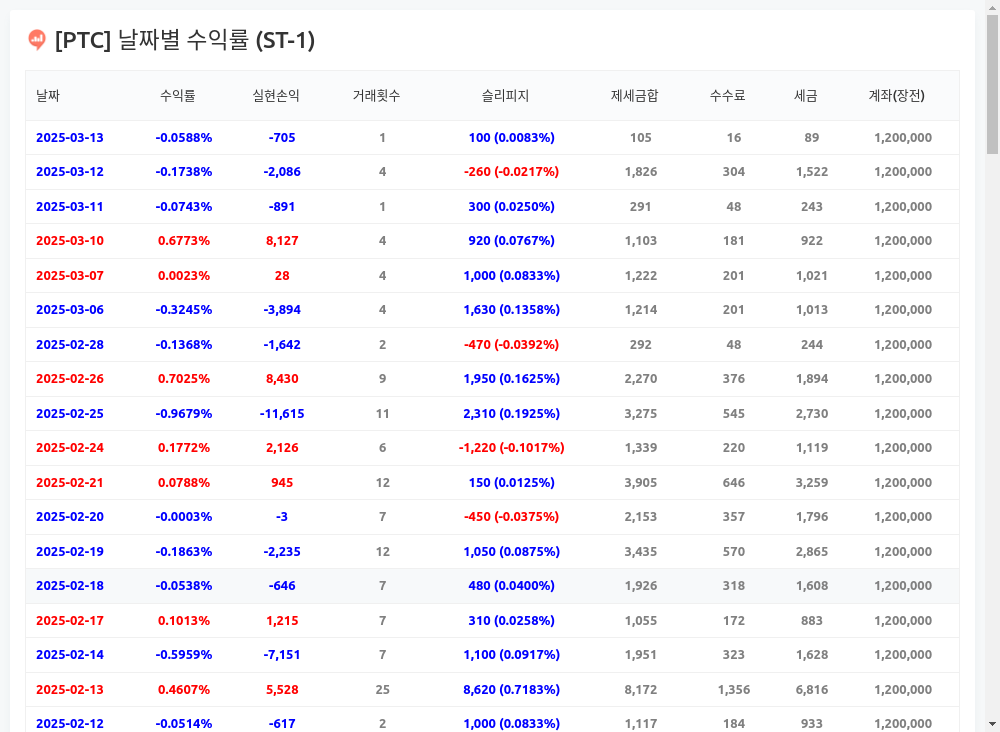 [PTC] 날짜별 수익률 (ST-1)
날짜 수익률 실현손익 거래횟수 슬리피지 제세금합 수수료 세금 계좌(장전)
2025-03-13 -0.0588% -705 1 100 (0.0083%) 105 16 89 1,200,000
2025-03-12 -0.1738% -2,086 4 -260 (-0.0217%) 1,826 304 1,522 1,200,000
2025-03-11 -0.0743% -891 1 300 (0.0250%) 291 48 243 1,200,000
2025-03-10 0.6773% 8,127 4 920 (0.0767%) 1,103 181 922 1,200,000
2025-03-07 0.0023% 28 4 1,000 (0.0833%) 1,222 201 1,021 1,200,000
2025-03-06 -0.3245% -3,894 4 1,630 (0.1358%) 1,214 201 1,013 1,200,000
2025-02-28 -0.1368% -1,642 2 -470 (-0.0392%) 292 48 244 1,200,000
2025-02-26 0.7025% 8,430 9 1,950 (0.1625%) 2,270 376 1,894 1,200,000
2025-02-25 -0.9679% -11,615 11 2,310 (0.1925%) 3,275 545 2,730 1,200,000
2025-02-24 0.1772% 2,126 6 -1,220 (-0.1017%) 1,339 220 1,119 1,200,000
2025-02-21 0.0788% 945 12 150 (0.0125%) 3,905 646 3,259 1,200,000
2025-02-20 -0.0003% -3 7 -450 (-0.0375%) 2,153 357 1,796 1,200,000
2025-02-19 -0.1863% -2,235 12 1,050 (0.0875%) 3,435 570 2,865 1,200,000
2025-02-18 -0.0538% -646 7 480 (0.0400%) 1,926 318 1,608 1,200,000
2025-02-17 0.1013% 1,215 7 310 (0.0258%) 1,055 172 883 1,200,000
2025-02-14 -0.5959% -7,151 7 1,100 (0.0917%) 1,951 323 1,628 1,200,000
2025-02-13 0.4607% 5,528 25 8,620 (0.7183%) 8,172 1,356 6,816 1,200,000
2025-02-12 -0.0514% -617 2 1,000 (0.0833%) 1,117 184 933 1,200,000